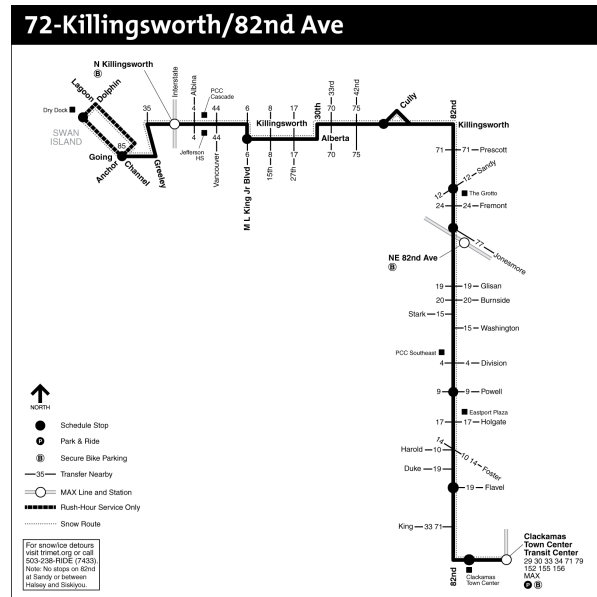 72-Killingsworth/82nd Ave
N Killingsworth
B
Interstate
Albina
PCC
Cascade
Lagoon
Dolphin
Dry Dock
SWAN
ISLAND
85
Going
Anchor
Channel
Greeley
35
4
44
6
8
17
Killingsworth
30th
33rd
70
42nd
75
Cully
82nd
Killingsworth
4
44
Jefferson
HS
Vancouver
6
M L King Jr Blvd
8
15th
17
27th
Alberta
70
75
71
71
Prescott
12
12
Sandy
The Grotto
24
24
Fremont
77
Jonesmore
NE 82nd Ave
B
19
19
Glisan
20
20
Burnside
Stark
15
15
Washington
PCC Southeast
4
4
Division
9
9
Powell
Eastport Plaza
17
17
Holgate
14
Harold
10
10 14
Foster
Duke
19
19
Flavel
King
33 71
82nd
Clackamas
Town Center
Clackamas
Town Center
Transit Center
29 30 33 34 71 79
152 155 156
MAX
P B
NORTH
Schedule Stop
P Park & Ride
B Secure Bike Parking
35 Transfer Nearby
MAX Line and Station
Rush-Hour Service Only
Snow Route
For snow/ice detours
visit trimet.org or call
503-238-RIDE (7433).
Note: No stops on 82nd
at Sandy or between
Halsey and Siskiyou.